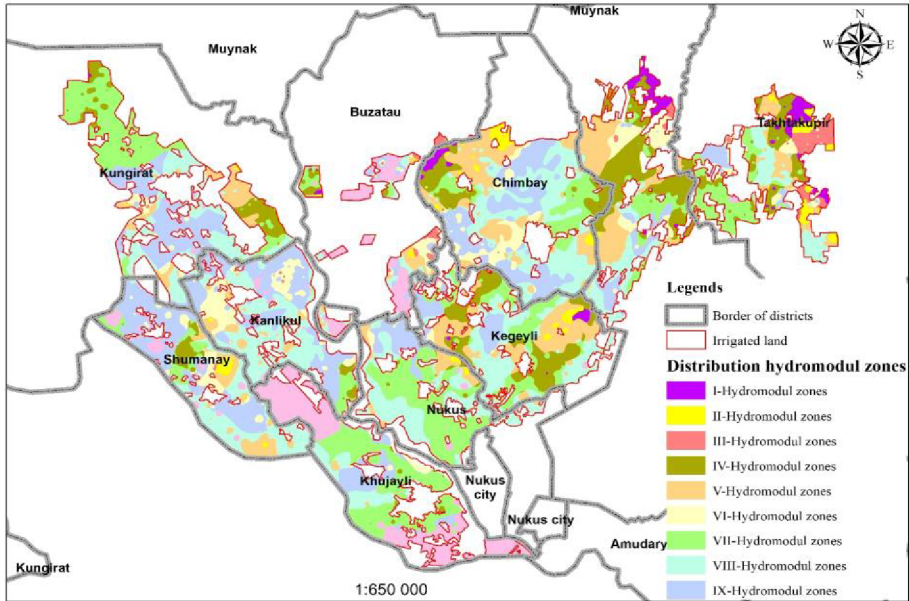 Muynak
Muynak
N
W E
S
Buzatau
Takhtakupir
Kungirat
Chimbay
Legends
Border of districts
Irrigated land
Kanlikul
Kegeyli
Shumanay
Distribution hydromodul zones
I-Hydromodul zones
II-Hydromodul zones
Nukus
III-Hydromodul zones
IV-Hydromodul zones
Khujayli
Nukus
city
V-Hydromodul zones
VI-Hydromodul zones
Nukus city
VII-Hydromodul zones
Amudary
Kungirat
VIII-Hydromodul zones
1:650 000
IX-Hydromodul zones